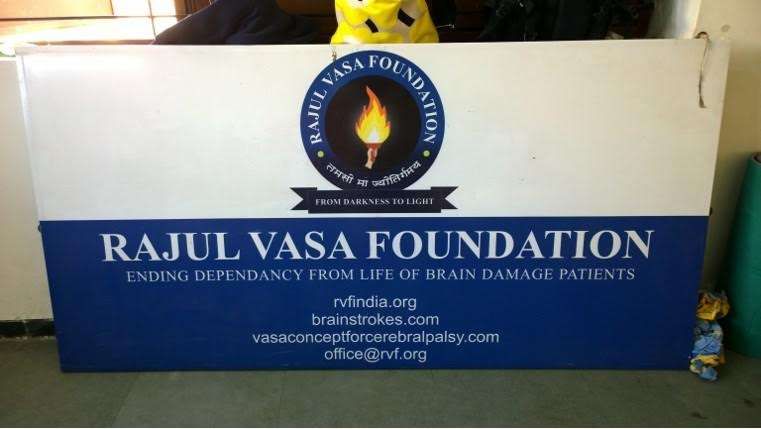 RAJUL VASA FOUNDATION
तमसो मा ज्योतिर्गमय
FROM DARKNESS TO LIGHT
RAJUL VASA FOUNDATION
ENDING DEPENDANCY FROM LIFE OF BRAIN DAMAGE PATIENTS
rvfindia.org
brainstrokes.com
vasaconceptforcerebralpalsy.com
office@rvf.org